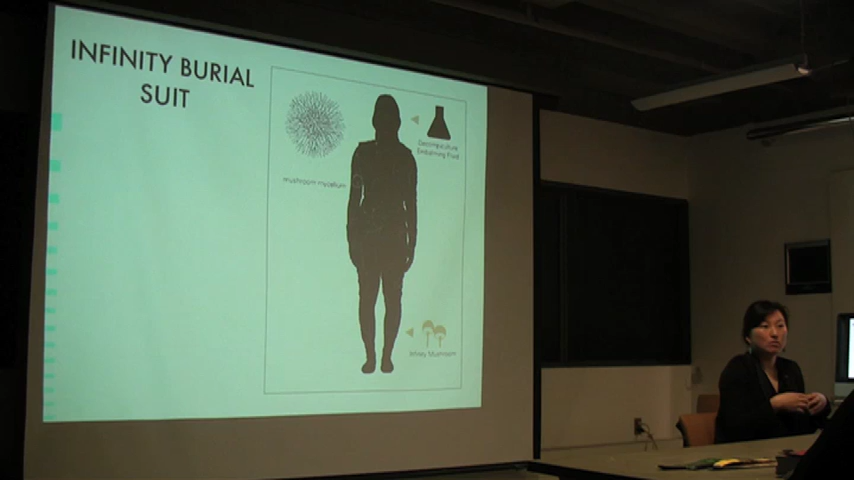 INFINITY BURIAL
SUIT
mushroom mycelium
Decompiculture
Embalming Fluid
Infinity Mushroom